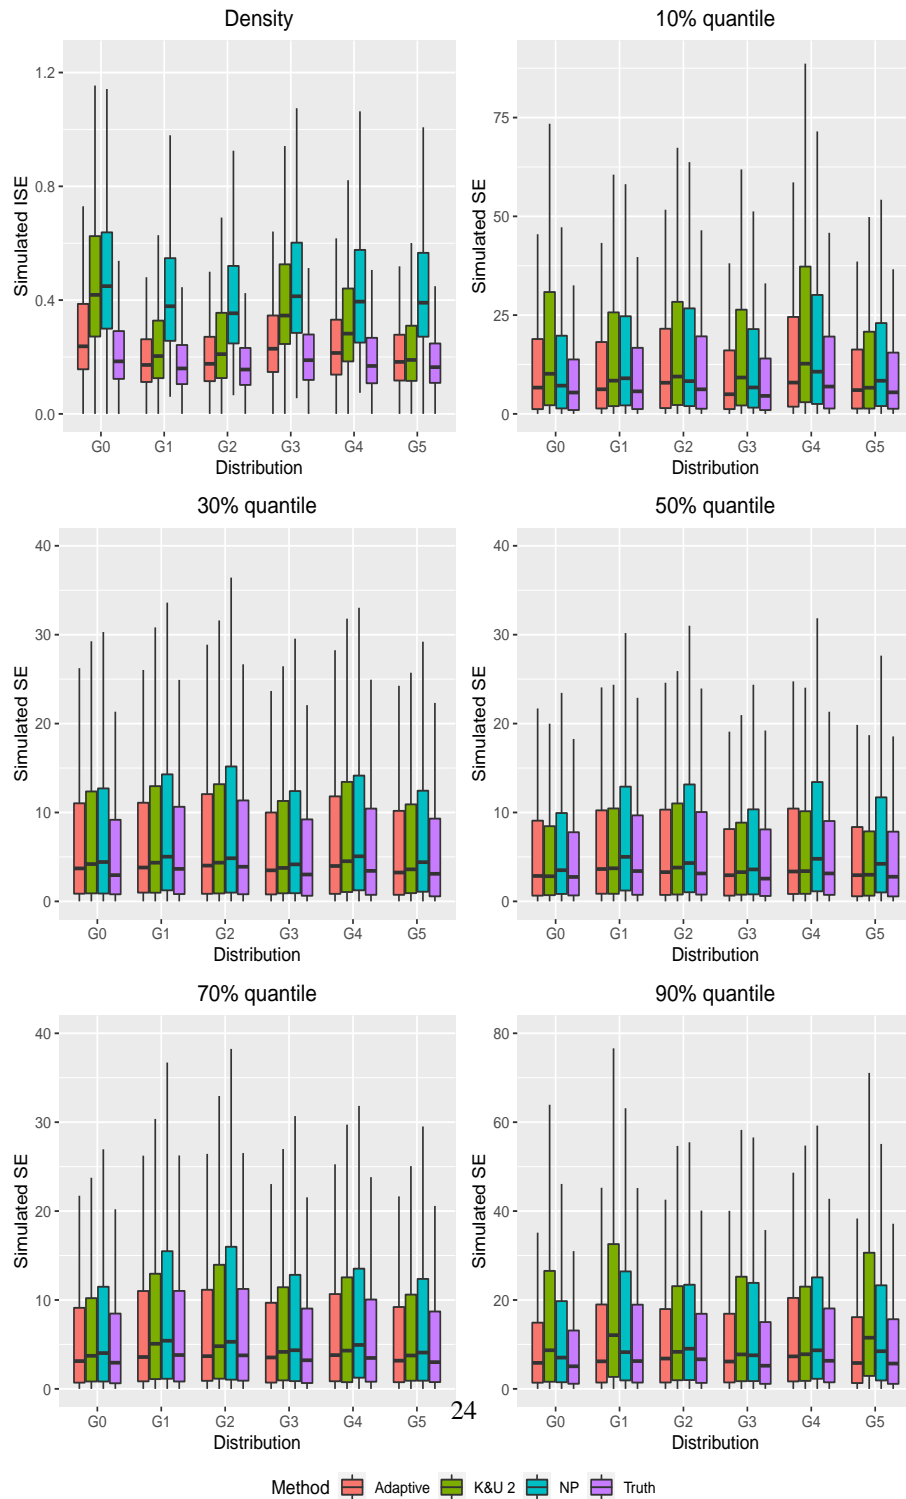 Density
Simulated ISE
1.2
0.8
0.4
0.0
G0 G1 G2 G3 G4 G5
Distribution
10% quantile
Simulated SE
75
50
25
0
G0 G1 G2 G3 G4 G5
Distribution
30% quantile
Simulated SE
40
30
20
10
0
G0 G1 G2 G3 G4 G5
Distribution
50% quantile
Simulated SE
40
30
20
10
0
G0 G1 G2 G3 G4 G5
Distribution
70% quantile
Simulated SE
40
30
20
10
0
G0 G1 G2 G3 G4 G5
Distribution
90% quantile
Simulated SE
80
60
40
20
0
G0 G1 G2 G3 G4 G5
Distribution
24
Method Adaptive K&U 2 NP Truth